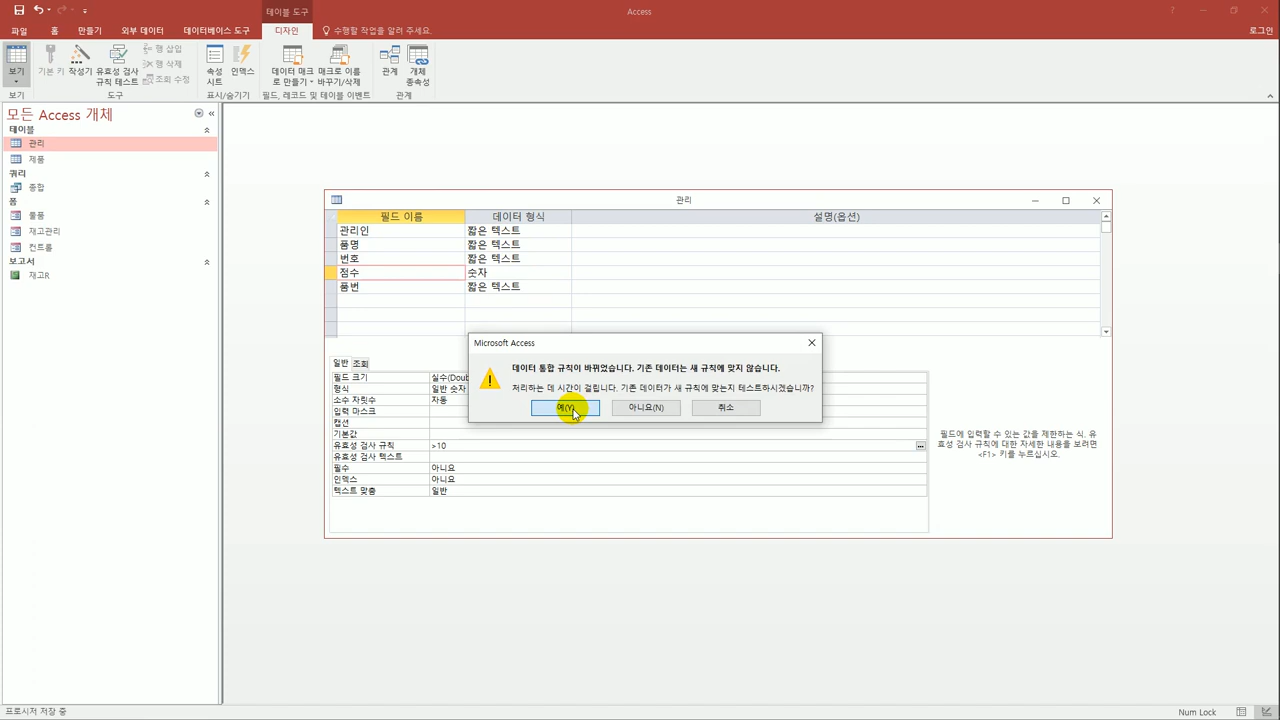 테이블 도구
Access
파일 홈 만들기 외부 데이터 데이터베이스 도구 디자인 수행할 작업을 알려 주세요.
로그인
보기
기본 키
작성기
유효성 검사
규칙 테스트
행 삽입
행 삭제
조회 수정
속성
시트
인덱스
데이터 매크
로 만들기
매크로 이름
바꾸기/삭제
관계
개체
종속성
보기
도구
표시/숨기기
필드, 레코드 및 테이블 이벤트
관계
모든 Access 개체
테이블
관리
제품
쿼리
종합
폼
물품
재고관리
컨트롤
보고서
재고R
관리
필드 이름 데이터 형식 설명(옵션)
관리인 짧은 텍스트
품명 짧은 텍스트
번호 짧은 텍스트
점수 숫자
품번 짧은 텍스트
Microsoft Access
데이터 통합 규칙이 바뀌었습니다. 기존 데이터는 새 규칙에 맞지 않습니다.
처리하는 데 시간이 걸립니다. 기존 데이터가 새 규칙에 맞는지 테스트하시겠습니까?
예(Y) 아니요(N) 취소
일반 조회
필드 크기 실수(Doub
형식 일반 숫자
소수 자릿수 자동
입력 마스크
캡션
기본값
유효성 검사 규칙 >10
유효성 검사 텍스트
필수 아니요
인덱스 아니요
텍스트 맞춤 일반
필드에 입력할 수 있는 값을 제한하는 식. 유
효성 검사 규칙에 대한 자세한 내용을 보려면
<F1> 키를 누르십시오.
프로시저 저장 중
Num Lock